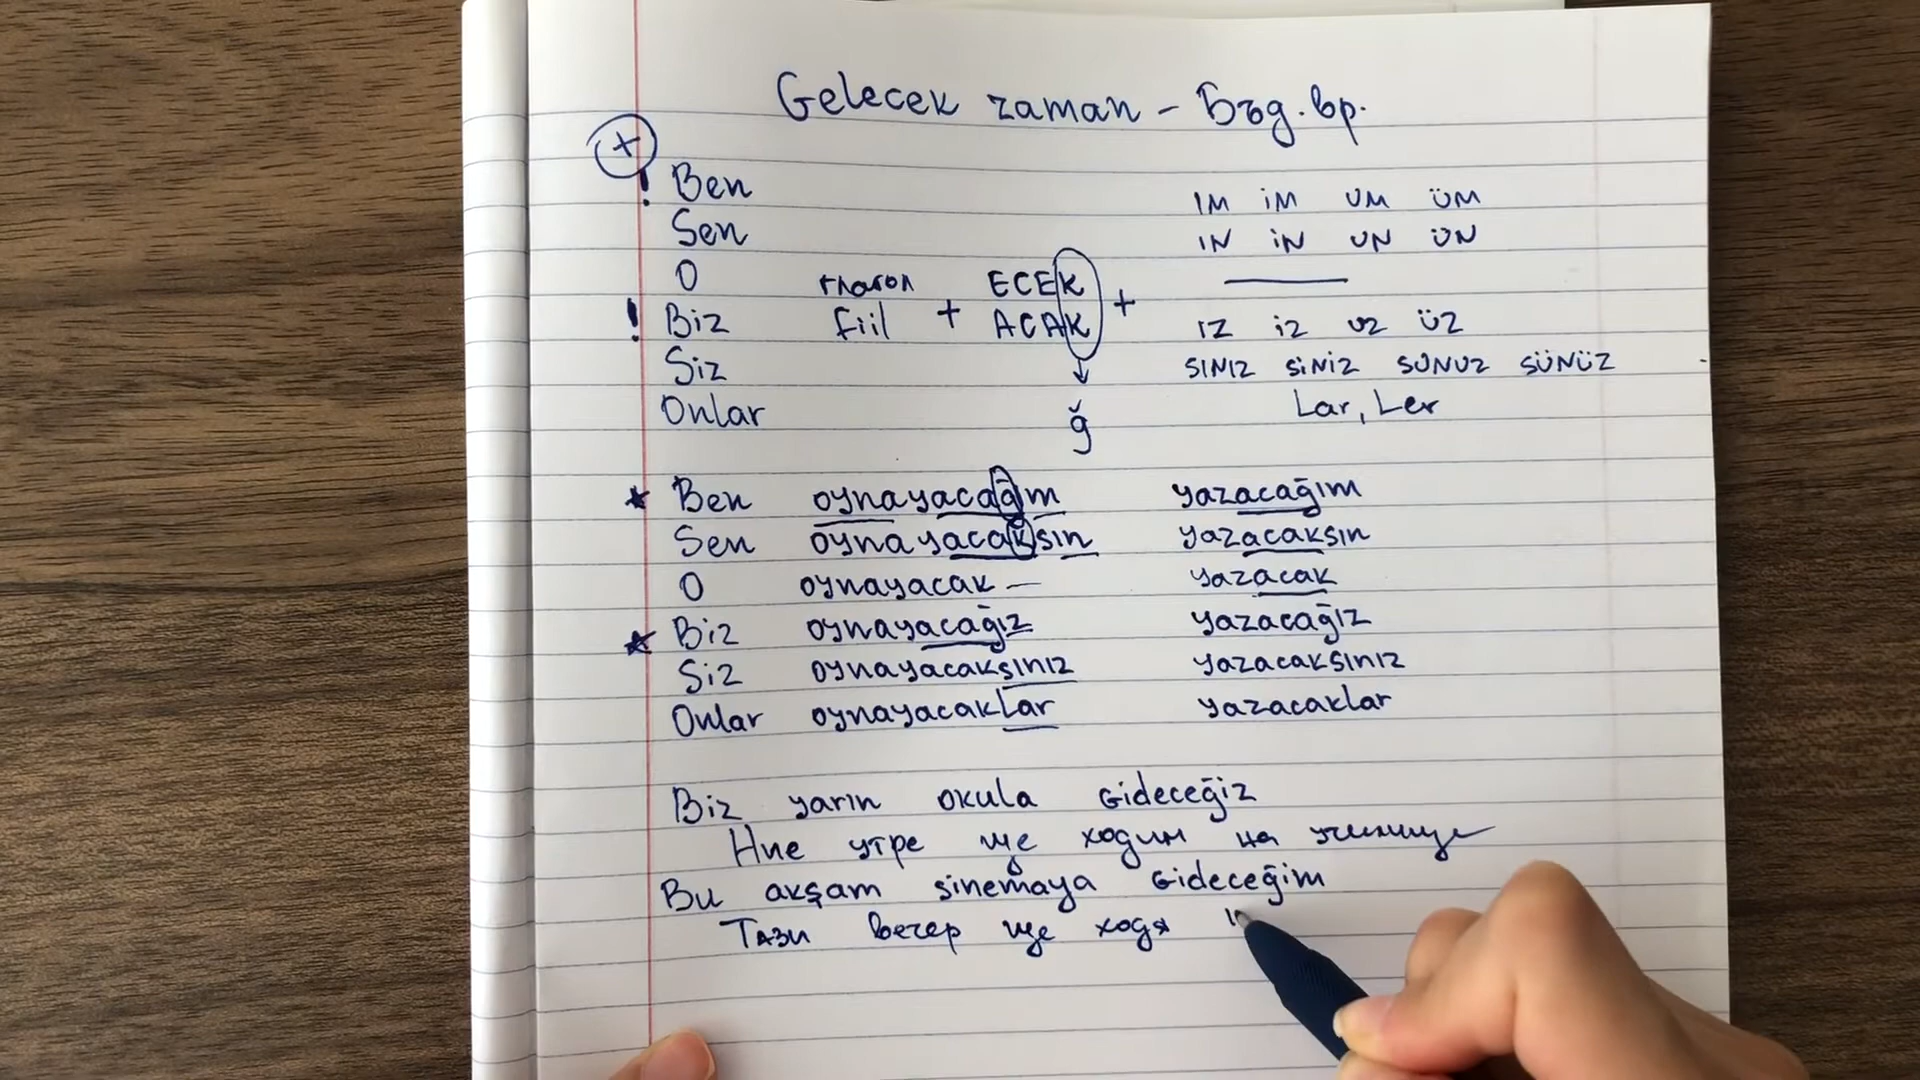 Gelecek zaman - Бъд. вр.
+
! Ben IM İM UM ÜM
Sen IN İN UN ÜN
O глагол ECEK ——
! Biz fiil + ACAK + IZ İZ UZ ÜZ
Siz SINIZ SİNİZ SUNUZ SÜNÜZ
Onlar ğ Lar, Ler
★ Ben oynayacağım yazacağım
Sen oynayacaksın yazacaksın
O oynayacak — yazacak
★ Biz oynayacağız yazacağız
Siz oynayacaksınız yazacaksınız
Onlar oynayacaklar yazacaklar
Biz yarın okula Gideceğiz
Ние утре ще ходим на училище
Bu akşam sinemaya Gideceğim
Тази вечер ще ходя